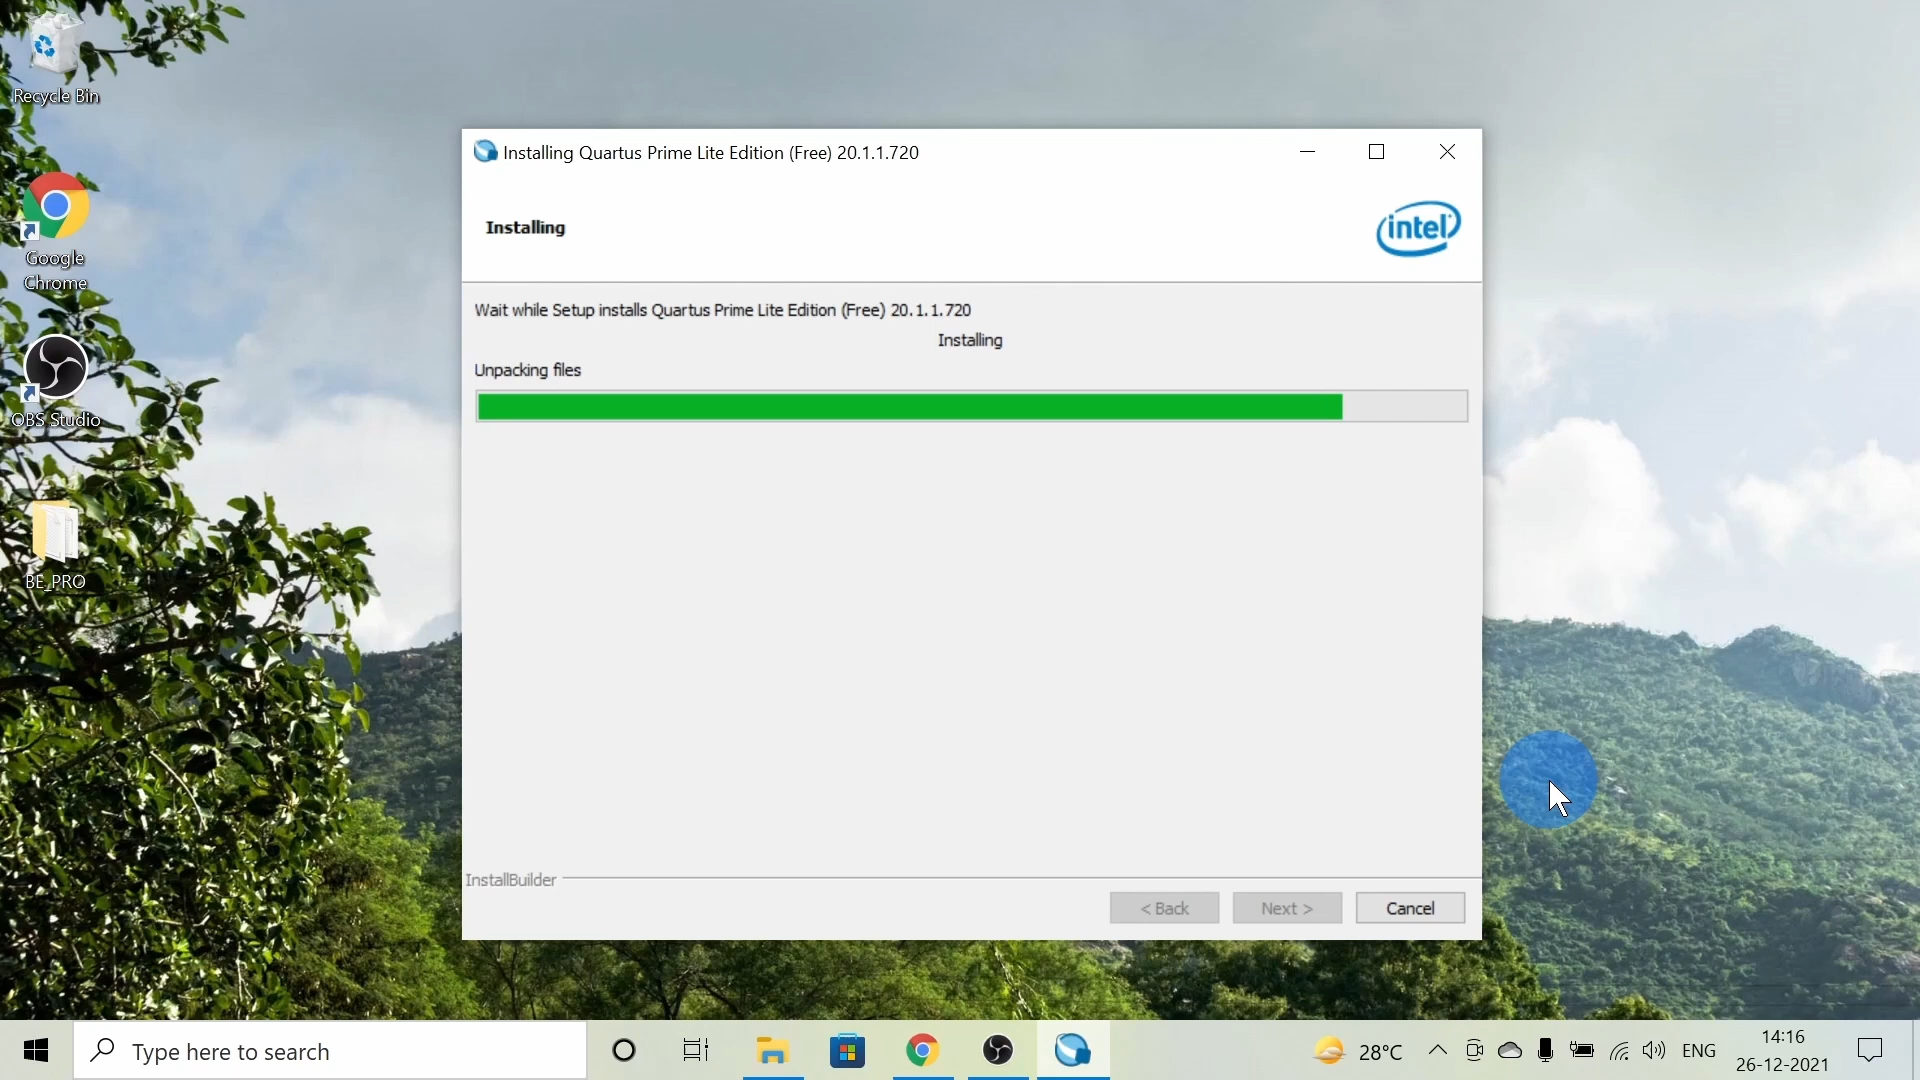 Recycle Bin
Google
Chrome
OBS Studio
BE_PRO
Installing Quartus Prime Lite Edition (Free) 20.1.1.720
Installing
intel
Wait while Setup installs Quartus Prime Lite Edition (Free) 20.1.1.720
Installing
Unpacking files
InstallBuilder
< Back
Next >
Cancel
Type here to search
28°C
ENG
14:16
26-12-2021